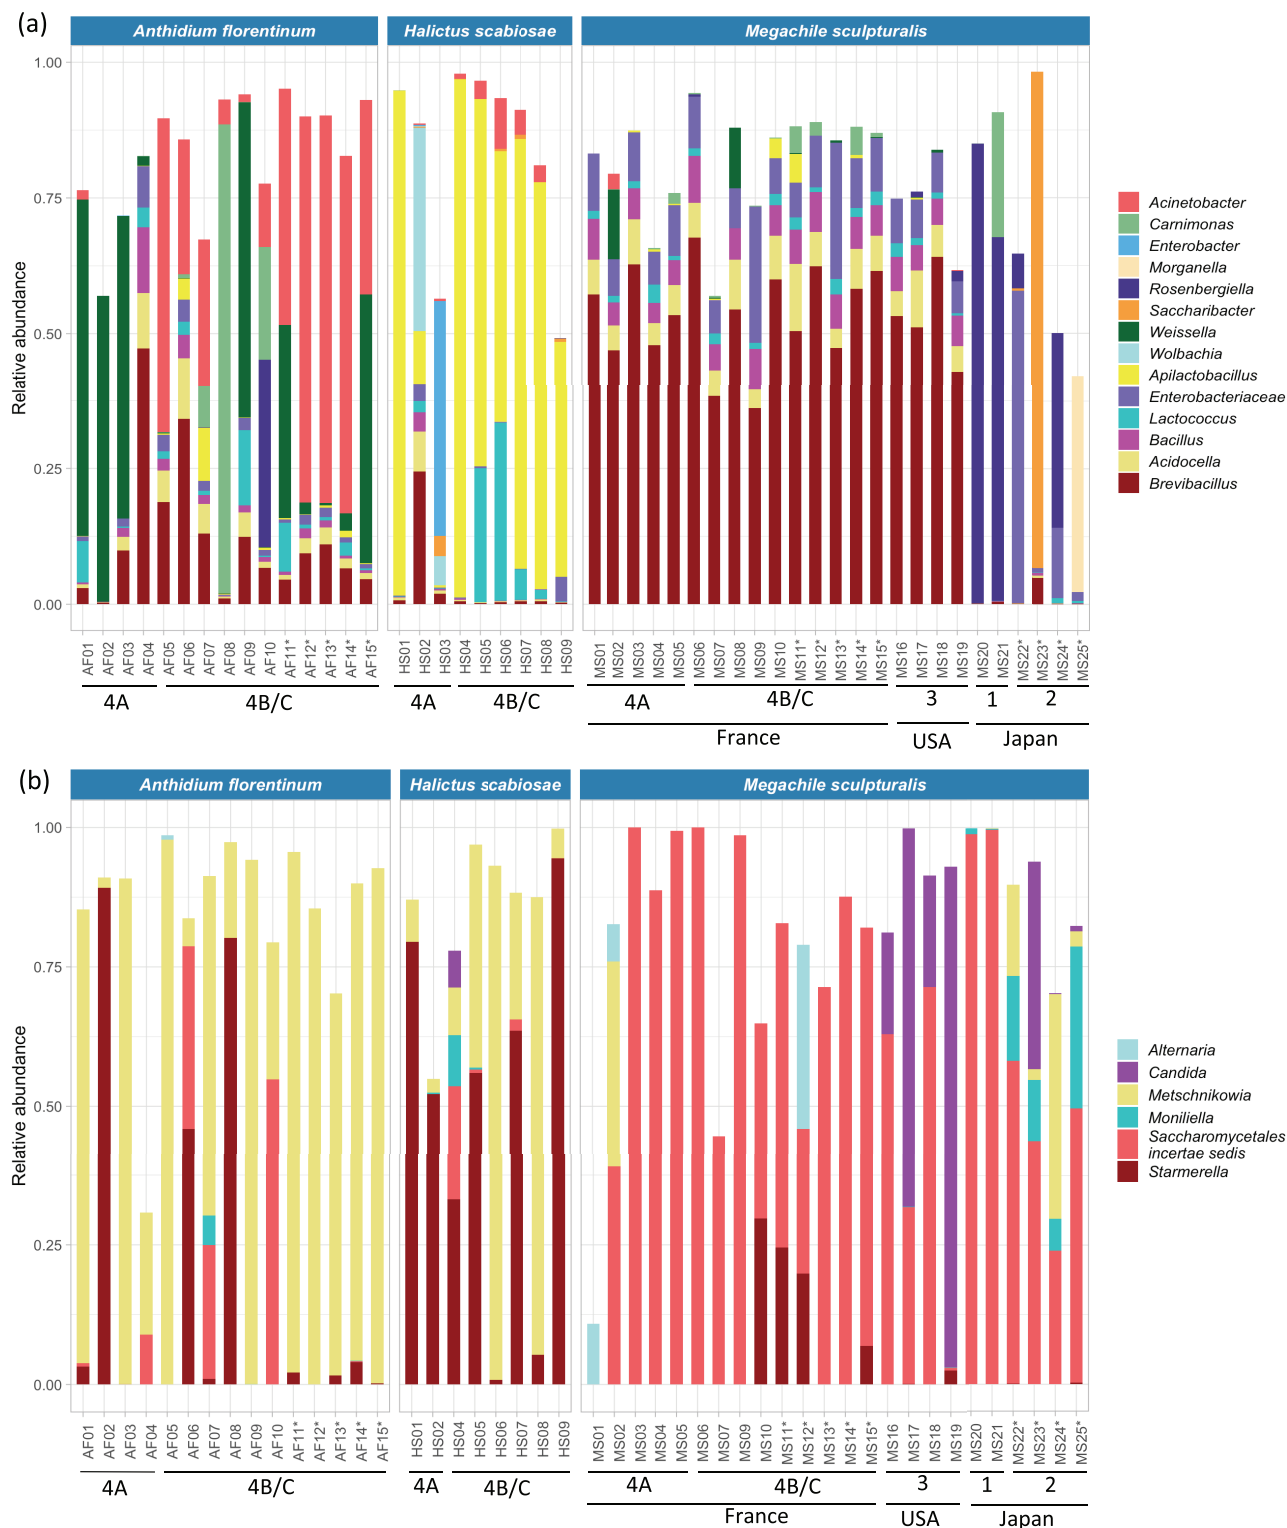 (a)
Anthidium florentinum
Halictus scabiosae
Megachile sculpturalis
1.00
0.75
0.50
0.25
0.00
Relative abundance
Acinetobacter
Carnimonas
Enterobacter
Morganella
Rosenbergiella
Saccharibacter
Weissella
Wolbachia
Apilactobacillus
Enterobacteriaceae
Lactococcus
Bacillus
Acidocella
Brevibacillus
AF01 AF02 AF03 AF04 AF05 AF06 AF07 AF08 AF09 AF10 AF11* AF12* AF13* AF14* AF15*
HS01 HS02 HS03 HS04 HS05 HS06 HS07 HS08 HS09
MS01 MS02 MS03 MS04 MS05 MS06 MS07 MS08 MS09 MS10 MS11* MS12* MS13* MS14* MS15* MS16 MS17 MS18 MS19 MS20 MS21 MS22* MS23* MS24* MS25*
4A 4B/C 4A 4B/C 4A 4B/C 3 1 2
France USA Japan
(b)
Anthidium florentinum
Halictus scabiosae
Megachile sculpturalis
1.00
0.75
0.50
0.25
0.00
Relative abundance
Alternaria
Candida
Metschnikowia
Moniliella
Saccharomycetales
incertae sedis
Starmerella
AF01 AF02 AF03 AF04 AF05 AF06 AF07 AF08 AF09 AF10 AF11* AF12* AF13* AF14* AF15*
HS01 HS02 HS04 HS05 HS06 HS07 HS08 HS09
MS01 MS02 MS03 MS04 MS05 MS06 MS07 MS09 MS10 MS11* MS12* MS13* MS14* MS15* MS16 MS17 MS18 MS19 MS20 MS21 MS22* MS23* MS24* MS25*
4A 4B/C 4A 4B/C 4A 4B/C 3 1 2
France USA Japan